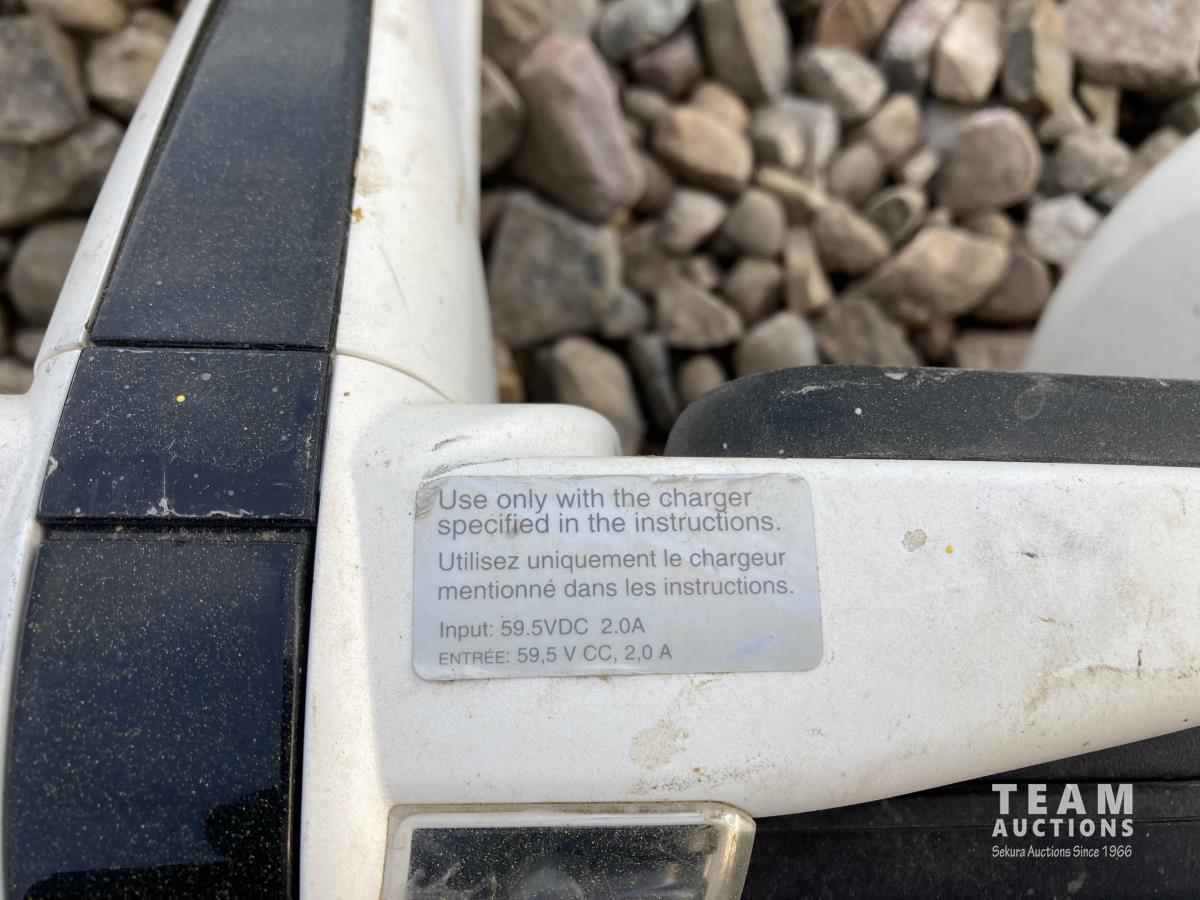 Use only with the charger
specified in the instructions.
Utilisez uniquement le chargeur
mentionné dans les instructions.
Input: 59.5VDC 2.0A
ENTRÉE: 59,5 V CC, 2,0 A
TEAM
AUCTIONS
Sekura Auctions Since 1966